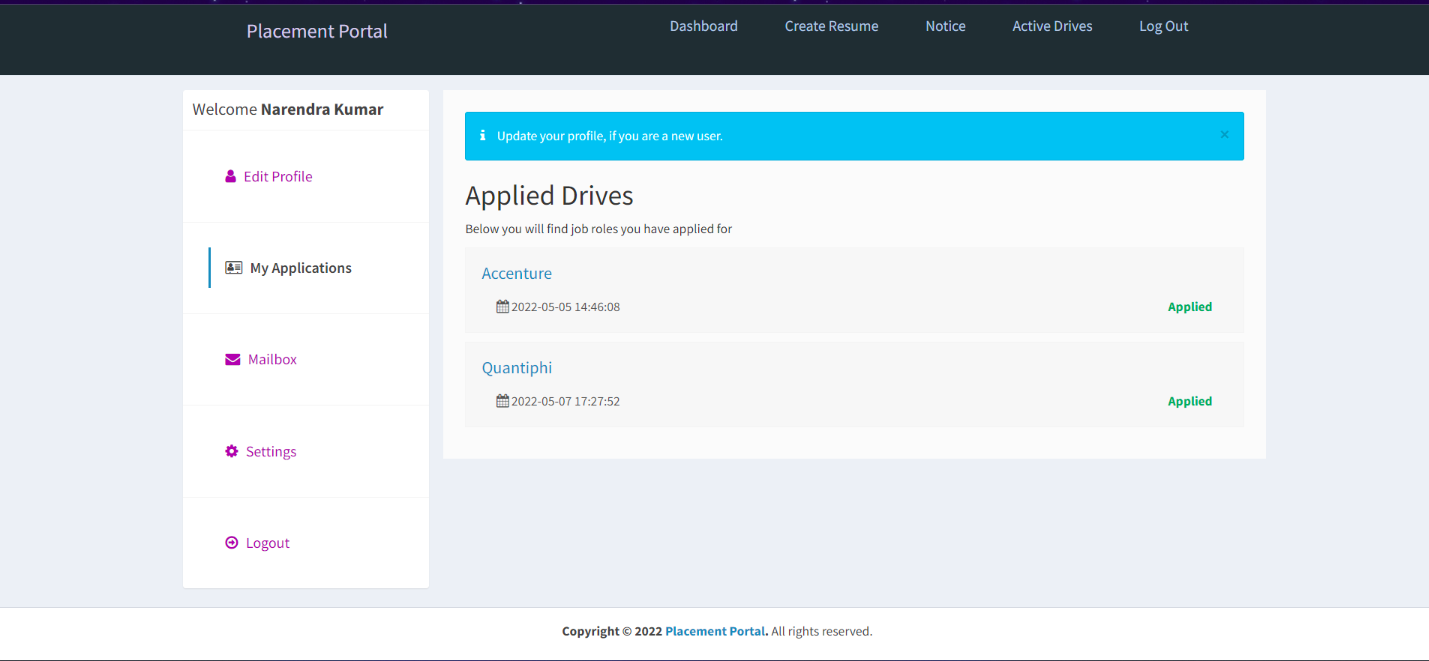 Placement Portal
Dashboard Create Resume Notice Active Drives Log Out
Welcome Narendra Kumar
Edit Profile
My Applications
Mailbox
Settings
Logout
Update your profile, if you are a new user. ×
Applied Drives
Below you will find job roles you have applied for
Accenture
2022-05-05 14:46:08 Applied
Quantiphi
2022-05-07 17:27:52 Applied
Copyright © 2022 Placement Portal. All rights reserved.